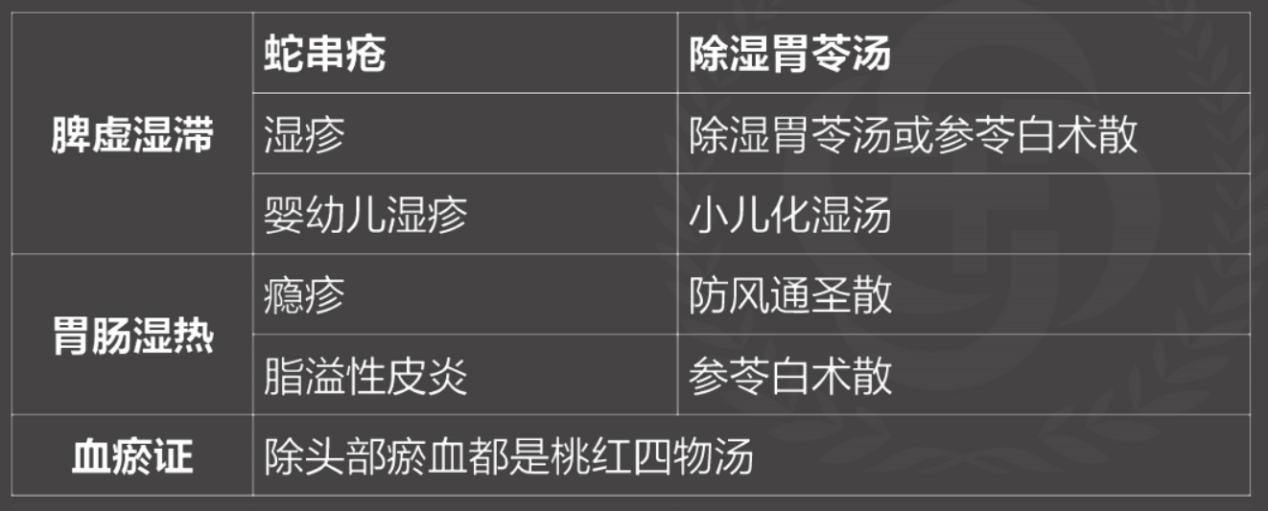 脾虚湿滞
蛇串疮 除湿胃苓汤
湿疹 除湿胃苓汤或参苓白术散
婴幼儿湿疹 小儿化湿汤
胃肠湿热
瘾疹 防风通圣散
脂溢性皮炎 参苓白术散
血瘀证 除头部瘀血都是桃红四物汤